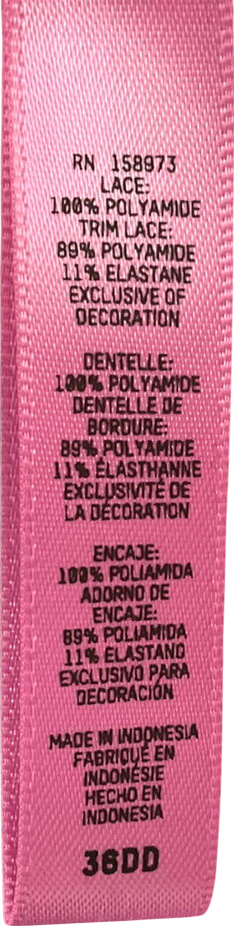 RN 158973
LACE:
100% POLYAMIDE
TRIM LACE:
89% POLYAMIDE
11% ELASTANE
EXCLUSIVE OF
DECORATION
DENTELLE:
100% POLYAMIDE
DENTELLE DE
BORDURE:
89% POLYAMIDE
11% ÉLASTHANNE
EXCLUSIVITÉ DE
LA DÉCORATION
ENCAJE:
100% POLIAMIDA
ADORNO DE
ENCAJE:
89% POLIAMIDA
11% ELASTANO
EXCLUSIVO PARA
DECORACIÓN
MADE IN INDONESIA
FABRIQUÉ EN
INDONÉSIE
HECHO EN
INDONESIA
36DD